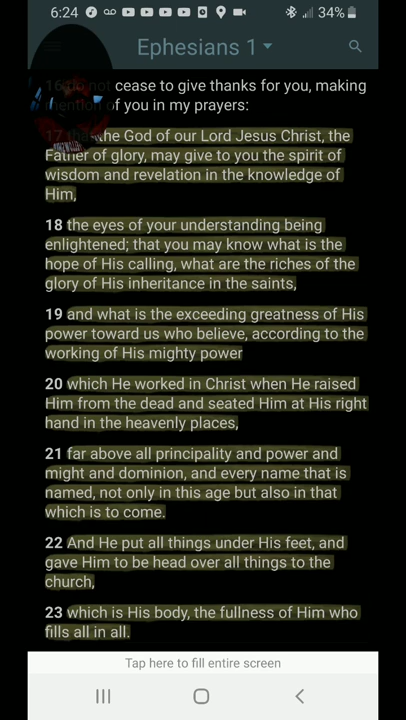 6:24
34%
Ephesians 1
16 not cease to give thanks for you, making
mention of you in my prayers:
17 that the God of our Lord Jesus Christ, the
Father of glory, may give to you the spirit of
wisdom and revelation in the knowledge of
Him,
18 the eyes of your understanding being
enlightened; that you may know what is the
hope of His calling, what are the riches of the
glory of His inheritance in the saints,
19 and what is the exceeding greatness of His
power toward us who believe, according to the
working of His mighty power
20 which He worked in Christ when He raised
Him from the dead and seated Him at His right
hand in the heavenly places,
21 far above all principality and power and
might and dominion, and every name that is
named, not only in this age but also in that
which is to come.
22 And He put all things under His feet, and
gave Him to be head over all things to the
church,
23 which is His body, the fullness of Him who
fills all in all.
Tap here to fill entire screen